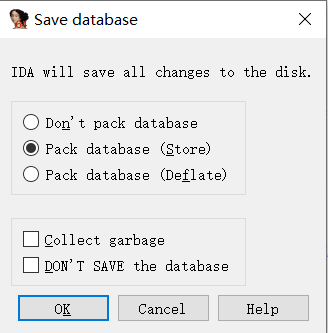 Save database
IDA will save all changes to the disk.
Don't pack database
Pack database (Store)
Pack database (Deflate)
Collect garbage
DON'T SAVE the database
OK Cancel Help